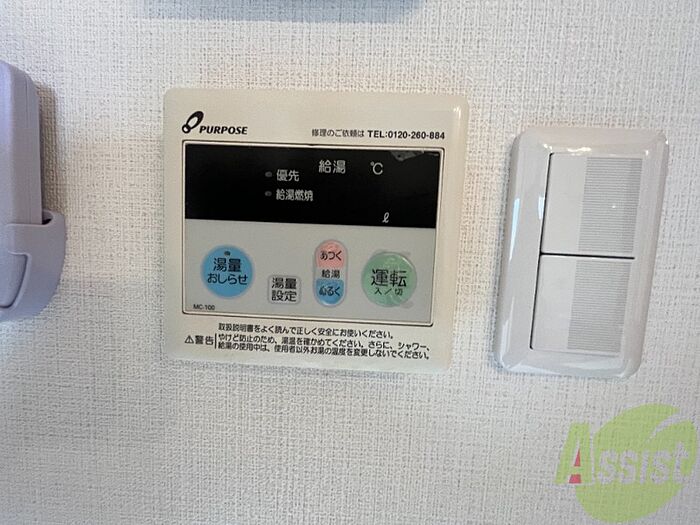 PURPOSE
修理のご依頼は TEL:0120-260-884
給湯 ℃
優先
給湯燃焼
ℓ
湯量
おしらせ
湯量
設定
あつく
給湯
ぬるく
運転
入/切
MC-100
取扱説明書をよく読んで正しく安全にお使いください。
⚠警告 やけど防止のため、湯温を確かめてください。さらに、シャワー、
給湯の使用中は、使用者以外お湯の温度を変更しないでください。
Assist